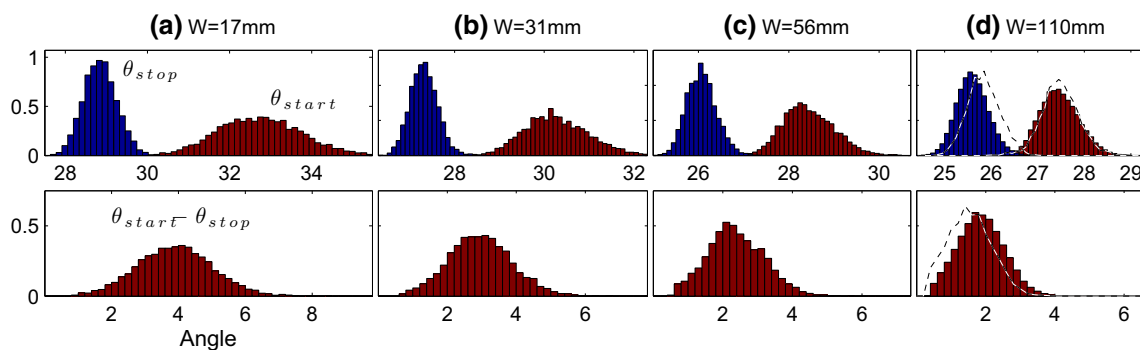 (a) W=17mm (b) W=31mm (c) W=56mm (d) W=110mm
1
0.5
0
θstop
θstart
28 30 32 34 28 30 32 26 28 30 24 25 26 27 28 29
0.5
0
θstart − θstop
2 4 6 8 2 4 6 2 4 6 2 4 6
Angle